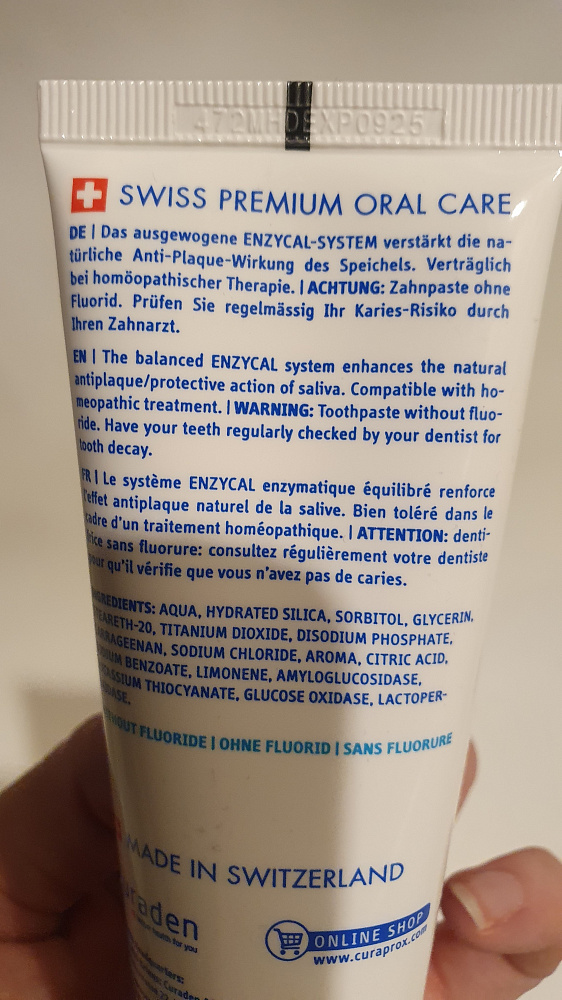 472MHDEXP0925
SWISS PREMIUM ORAL CARE
DE | Das ausgewogene ENZYCAL-SYSTEM verstärkt die na-
türliche Anti-Plaque-Wirkung des Speichels. Verträglich
bei homöopathischer Therapie. | ACHTUNG: Zahnpaste ohne
Fluorid. Prüfen Sie regelmässig Ihr Karies-Risiko durch
Ihren Zahnarzt.
EN | The balanced ENZYCAL system enhances the natural
antiplaque/protective action of saliva. Compatible with ho-
meopathic treatment. | WARNING: Toothpaste without fluo-
ride. Have your teeth regularly checked by your dentist for
tooth decay.
FR | Le système ENZYCAL enzymatique équilibré renforce
l'effet antiplaque naturel de la salive. Bien toléré dans le
cadre d'un traitement homéopathique. | ATTENTION: denti-
frice sans fluorure: consultez régulièrement votre dentiste
pour qu'il vérifie que vous n'avez pas de caries.
INGREDIENTS: AQUA, HYDRATED SILICA, SORBITOL, GLYCERIN,
TITANIUM DIOXIDE, DISODIUM PHOSPHATE,
CARRAGEENAN, SODIUM CHLORIDE, AROMA, CITRIC ACID,
SODIUM BENZOATE, LIMONENE, AMYLOGLUCOSIDASE,
POTASSIUM THIOCYANATE, GLUCOSE OXIDASE, LACTOPER-
OXIDASE.
WITHOUT FLUORIDE | OHNE FLUORID | SANS FLUORURE
MADE IN SWITZERLAND
curaden
health for you
ONLINE SHOP
www.curaprox.com